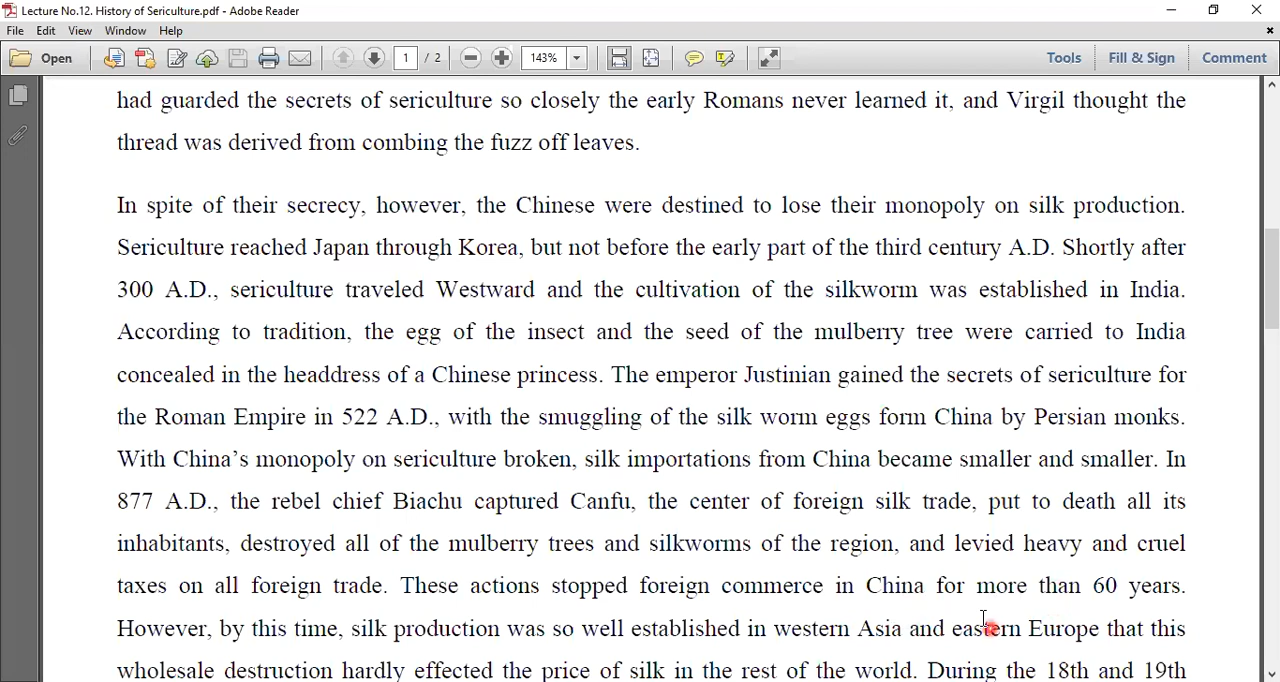 Lecture No.12. History of Sericulture.pdf - Adobe Reader
File Edit View Window Help
Open 1 / 2 143% Tools Fill & Sign Comment
had guarded the secrets of sericulture so closely the early Romans never learned it, and Virgil thought the
thread was derived from combing the fuzz off leaves.
In spite of their secrecy, however, the Chinese were destined to lose their monopoly on silk production.
Sericulture reached Japan through Korea, but not before the early part of the third century A.D. Shortly after
300 A.D., sericulture traveled Westward and the cultivation of the silkworm was established in India.
According to tradition, the egg of the insect and the seed of the mulberry tree were carried to India
concealed in the headdress of a Chinese princess. The emperor Justinian gained the secrets of sericulture for
the Roman Empire in 522 A.D., with the smuggling of the silk worm eggs form China by Persian monks.
With China's monopoly on sericulture broken, silk importations from China became smaller and smaller. In
877 A.D., the rebel chief Biachu captured Canfu, the center of foreign silk trade, put to death all its
inhabitants, destroyed all of the mulberry trees and silkworms of the region, and levied heavy and cruel
taxes on all foreign trade. These actions stopped foreign commerce in China for more than 60 years.
However, by this time, silk production was so well established in western Asia and eastern Europe that this
wholesale destruction hardly effected the price of silk in the rest of the world. During the 18th and 19th